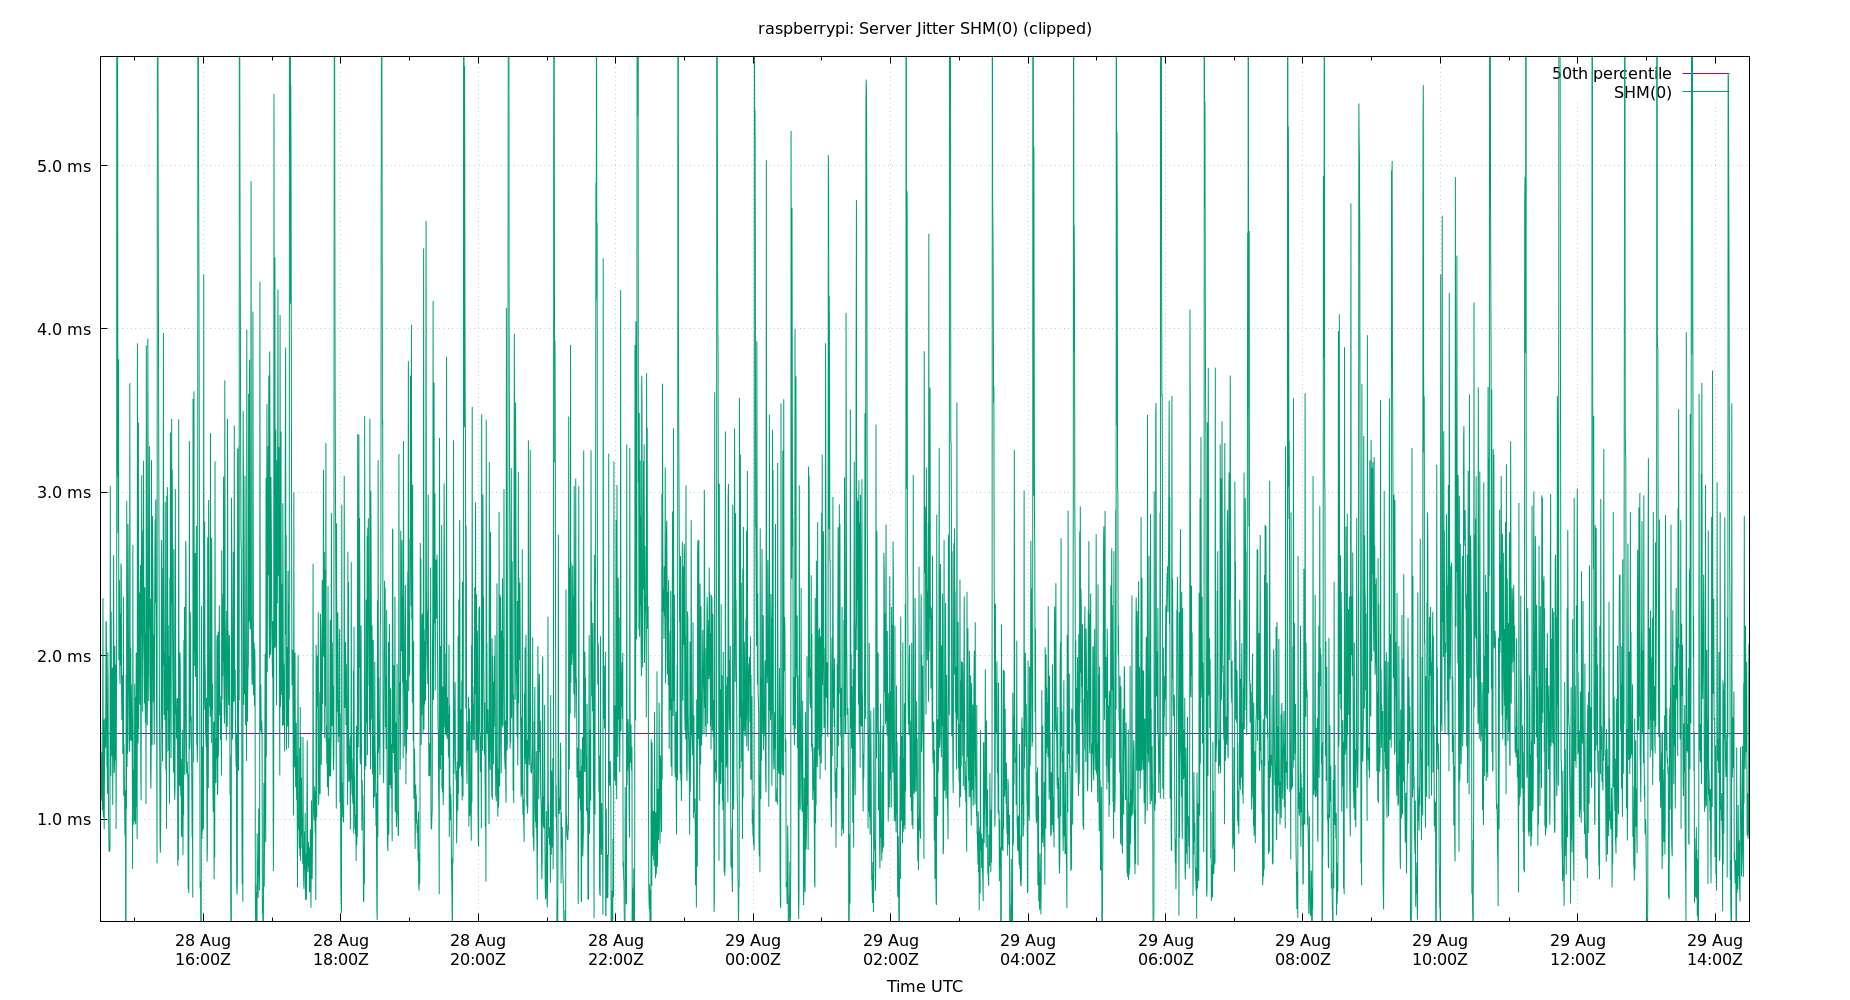 raspberrypi: Server Jitter SHM(0) (clipped)
50th percentile
SHM(0)
5.0 ms
4.0 ms
3.0 ms
2.0 ms
1.0 ms
28 Aug 28 Aug 28 Aug 28 Aug 29 Aug 29 Aug 29 Aug 29 Aug 29 Aug 29 Aug 29 Aug 29 Aug
16:00Z 18:00Z 20:00Z 22:00Z 00:00Z 02:00Z 04:00Z 06:00Z 08:00Z 10:00Z 12:00Z 14:00Z
Time UTC